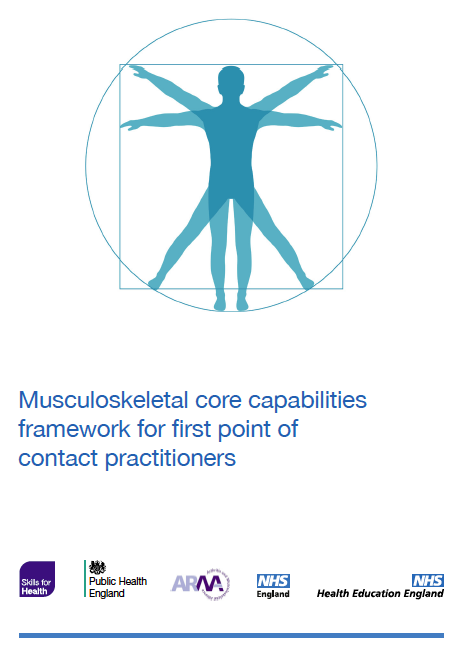 Musculoskeletal core capabilities
framework for first point of
contact practitioners
Skills for
Health
Public Health
England
ARMA
NHS
England
NHS
Health Education England